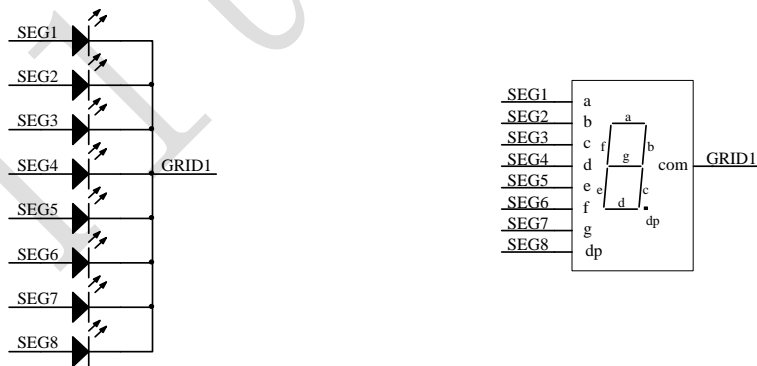 SEG1
SEG2
SEG3
SEG4
GRID1
SEG5
SEG6
SEG7
SEG8
SEG1 a
SEG2 b a
SEG3 c f b
SEG4 d g com GRID1
SEG5 e e c
SEG6 f d
SEG7 g dp
SEG8 dp